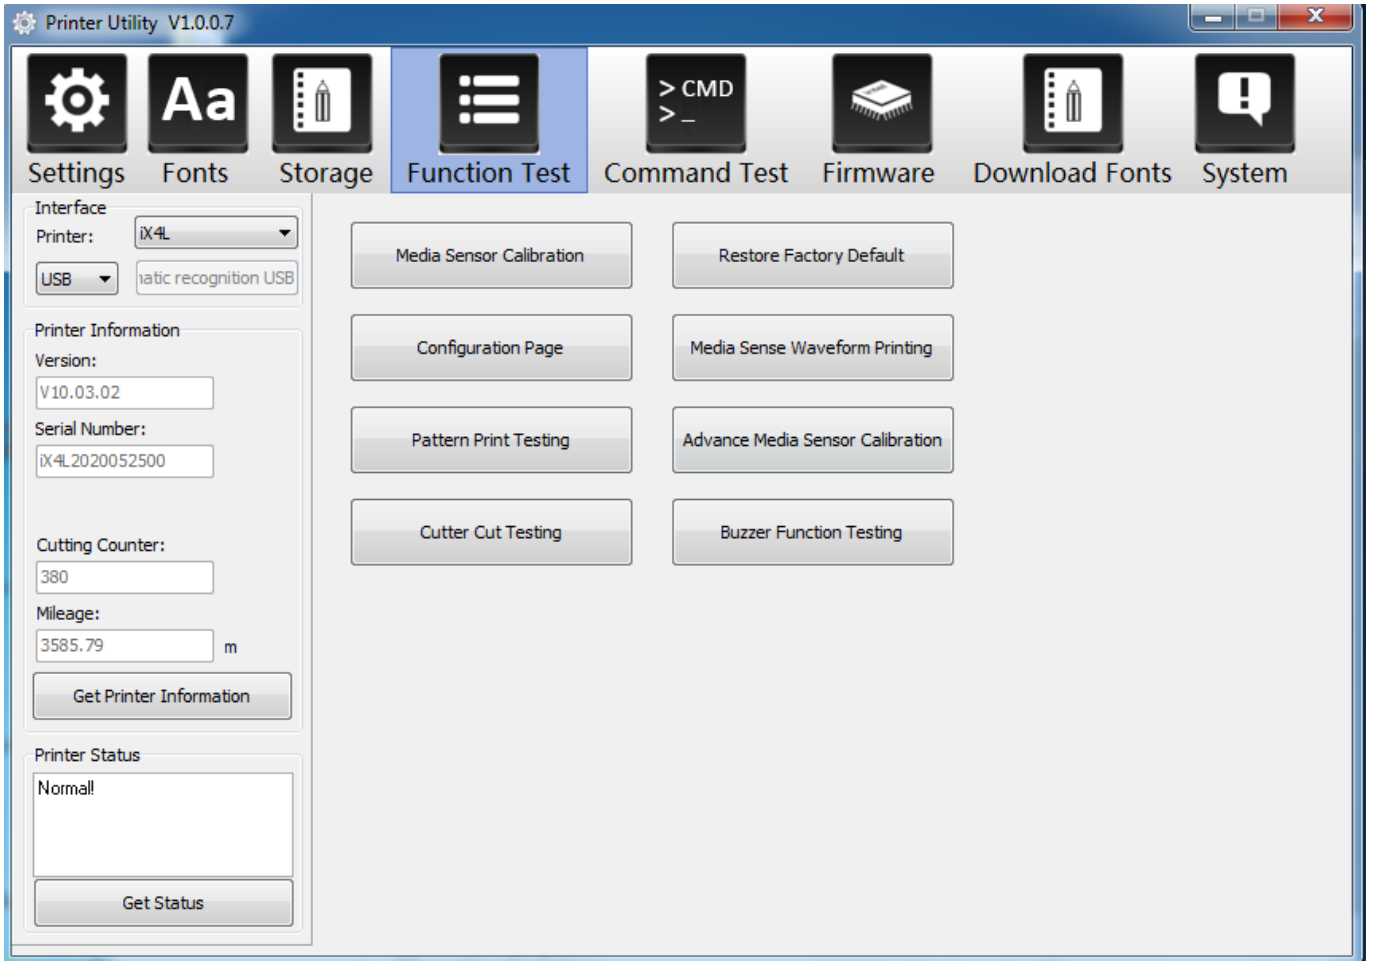 Printer Utility V1.0.0.7
Aa
> CMD
> _
Settings Fonts Storage Function Test Command Test Firmware Download Fonts System
Interface
Printer: iX4L
USB natic recognition USB
Printer Information
Version:
V10.03.02
Serial Number:
iX4L2020052500
Cutting Counter:
380
Mileage:
3585.79 m
Get Printer Information
Printer Status
Normal!
Get Status
Media Sensor Calibration Restore Factory Default
Configuration Page Media Sense Waveform Printing
Pattern Print Testing Advance Media Sensor Calibration
Cutter Cut Testing Buzzer Function Testing